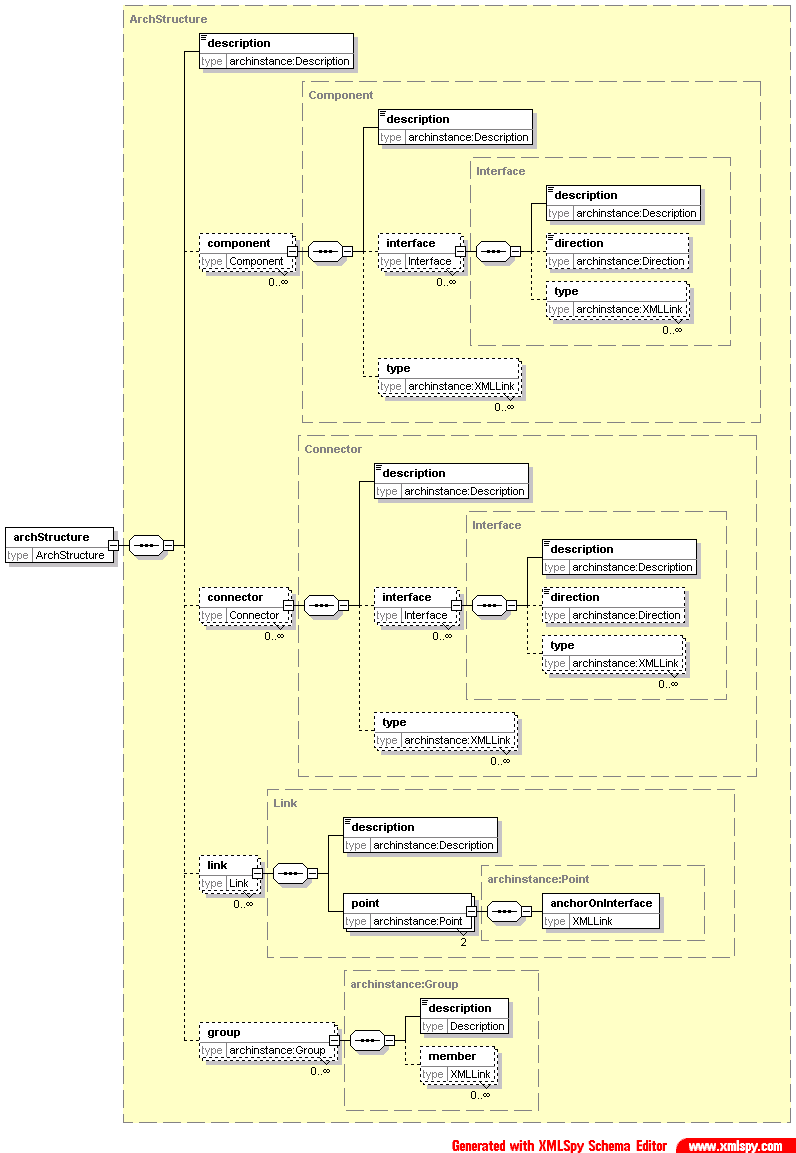 ArchStructure
description
type archinstance:Description
Component
description
type archinstance:Description
Interface
description
type archinstance:Description
component
type Component
0..∞
interface
type Interface
0..∞
direction
type archinstance:Direction
type
type archinstance:XMLLink
0..∞
type
type archinstance:XMLLink
0..∞
Connector
description
type archinstance:Description
Interface
archStructure
type ArchStructure
description
type archinstance:Description
connector
type Connector
0..∞
interface
type Interface
0..∞
direction
type archinstance:Direction
type
type archinstance:XMLLink
0..∞
type
type archinstance:XMLLink
0..∞
Link
description
type archinstance:Description
link
type Link
0..∞
archinstance:Point
point
type archinstance:Point
2
anchorOnInterface
type XMLLink
archinstance:Group
description
type Description
group
type archinstance:Group
0..∞
member
type XMLLink
0..∞
Generated with XMLSpy Schema Editor www.xmlspy.com